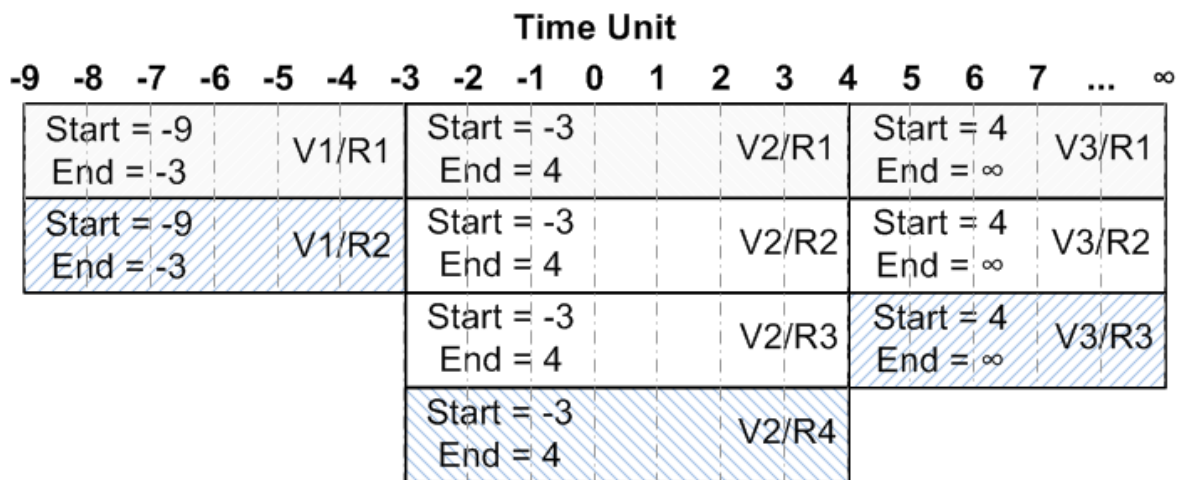 Time Unit
-9 -8 -7 -6 -5 -4 -3 -2 -1 0 1 2 3 4 5 6 7 ... ∞
Start = -9
End = -3
V1/R1
Start = -3
End = 4
V2/R1
Start = 4
End = ∞
V3/R1
Start = -9
End = -3
V1/R2
Start = -3
End = 4
V2/R2
Start = 4
End = ∞
V3/R2
Start = -3
End = 4
V2/R3
Start = 4
End = ∞
V3/R3
Start = -3
End = 4
V2/R4